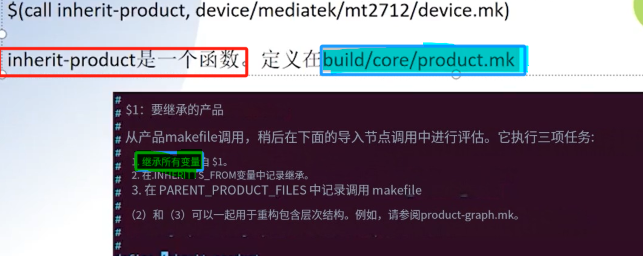 $(call inherit-product, device/mediatek/mt2712/device.mk)
inherit-product是一个函数。定义在build/core/product.mk
#
# $1：要继承的产品
#
# 从产品makefile调用，稍后在下面的导入节点调用中进行评估。它执行三项任务:
# 1. 继承所有变量自 $1。
# 2. 在.INHERITS_FROM变量中记录继承。
# 3. 在 PARENT_PRODUCT_FILES 中记录调用 makefile
#
# （2）和（3）可以一起用于重构包含层次结构。例如，请参阅product-graph.mk。
#
#